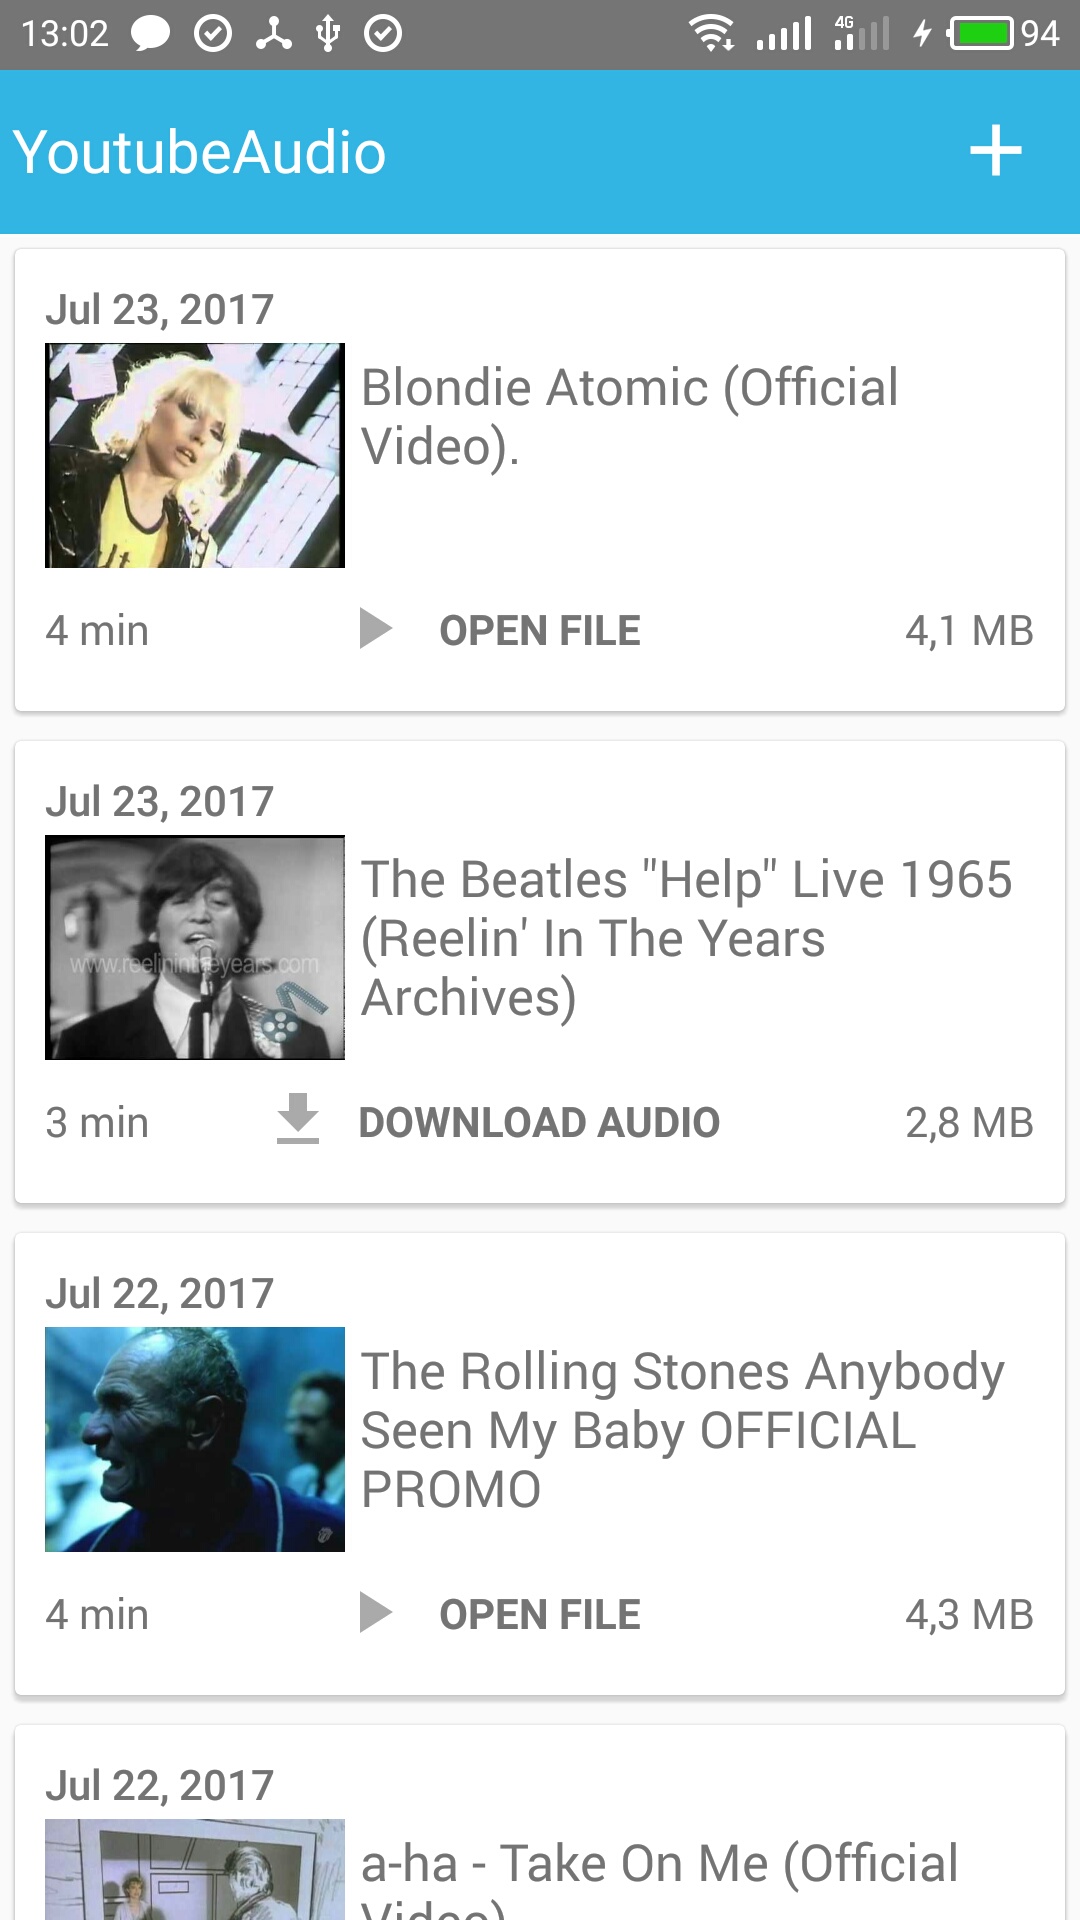 13:02 4G 94
YoutubeAudio
Jul 23, 2017
Blondie Atomic (Official
Video).
4 min OPEN FILE 4,1 MB
Jul 23, 2017
www.reelinintheyears.com
The Beatles "Help" Live 1965
(Reelin' In The Years
Archives)
3 min DOWNLOAD AUDIO 2,8 MB
Jul 22, 2017
The Rolling Stones Anybody
Seen My Baby OFFICIAL
PROMO
4 min OPEN FILE 4,3 MB
Jul 22, 2017
a-ha - Take On Me (Official
Video)